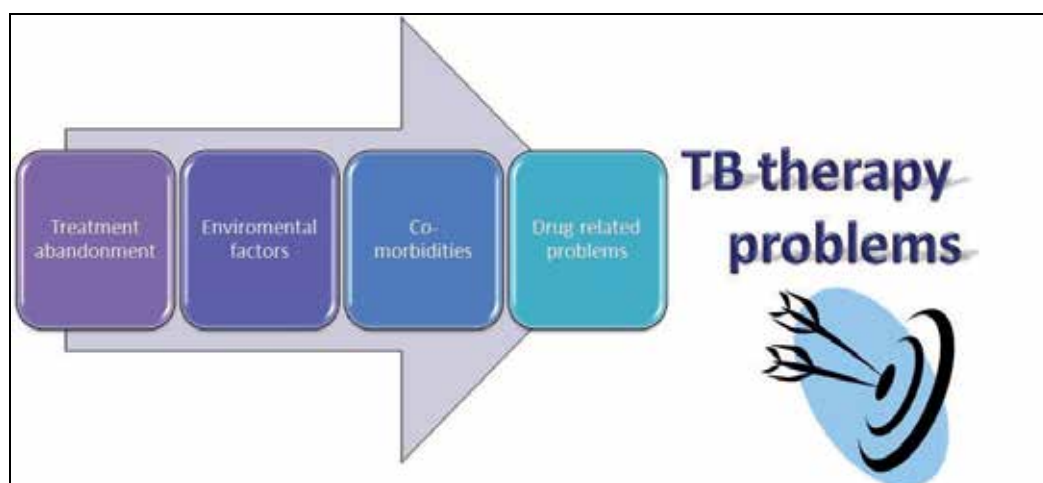 Treatment
abandonment
Enviromental
factors
Co-
morbidities
Drug related
problems
TB therapy
problems